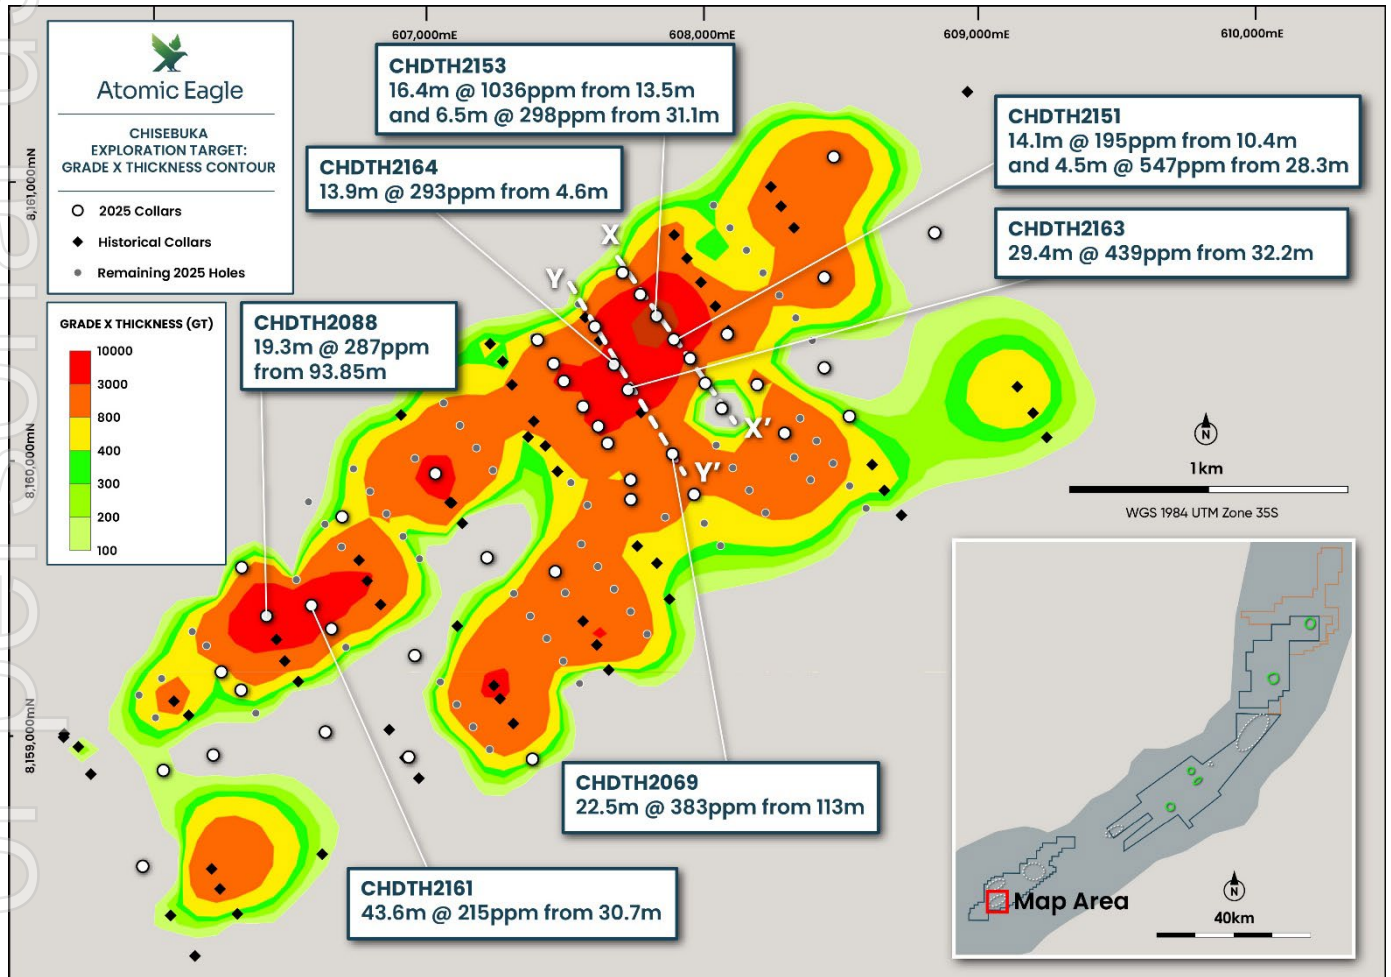 607,000mE
608,000mE
609,000mE
610,000mE
Atomic Eagle
CHISEBUKA
EXPLORATION TARGET:
GRADE X THICKNESS CONTOUR
2025 Collars
Historical Collars
Remaining 2025 Holes
GRADE X THICKNESS (GT)
10000
3000
800
400
300
200
100
CHDTH2153
16.4m @ 1036ppm from 13.5m
and 6.5m @ 298ppm from 31.1m
CHDTH2164
13.9m @ 293ppm from 4.6m
CHDTH2151
14.1m @ 195ppm from 10.4m
and 4.5m @ 547ppm from 28.3m
CHDTH2163
29.4m @ 439ppm from 32.2m
CHDTH2088
19.3m @ 287ppm
from 93.85m
X
Y
X'
Y'
8,161,000mN
8,160,000mN
8,159,000mN
N
1km
WGS 1984 UTM Zone 35S
CHDTH2069
22.5m @ 383ppm from 113m
CHDTH2161
43.6m @ 215ppm from 30.7m
Map Area
N
40km